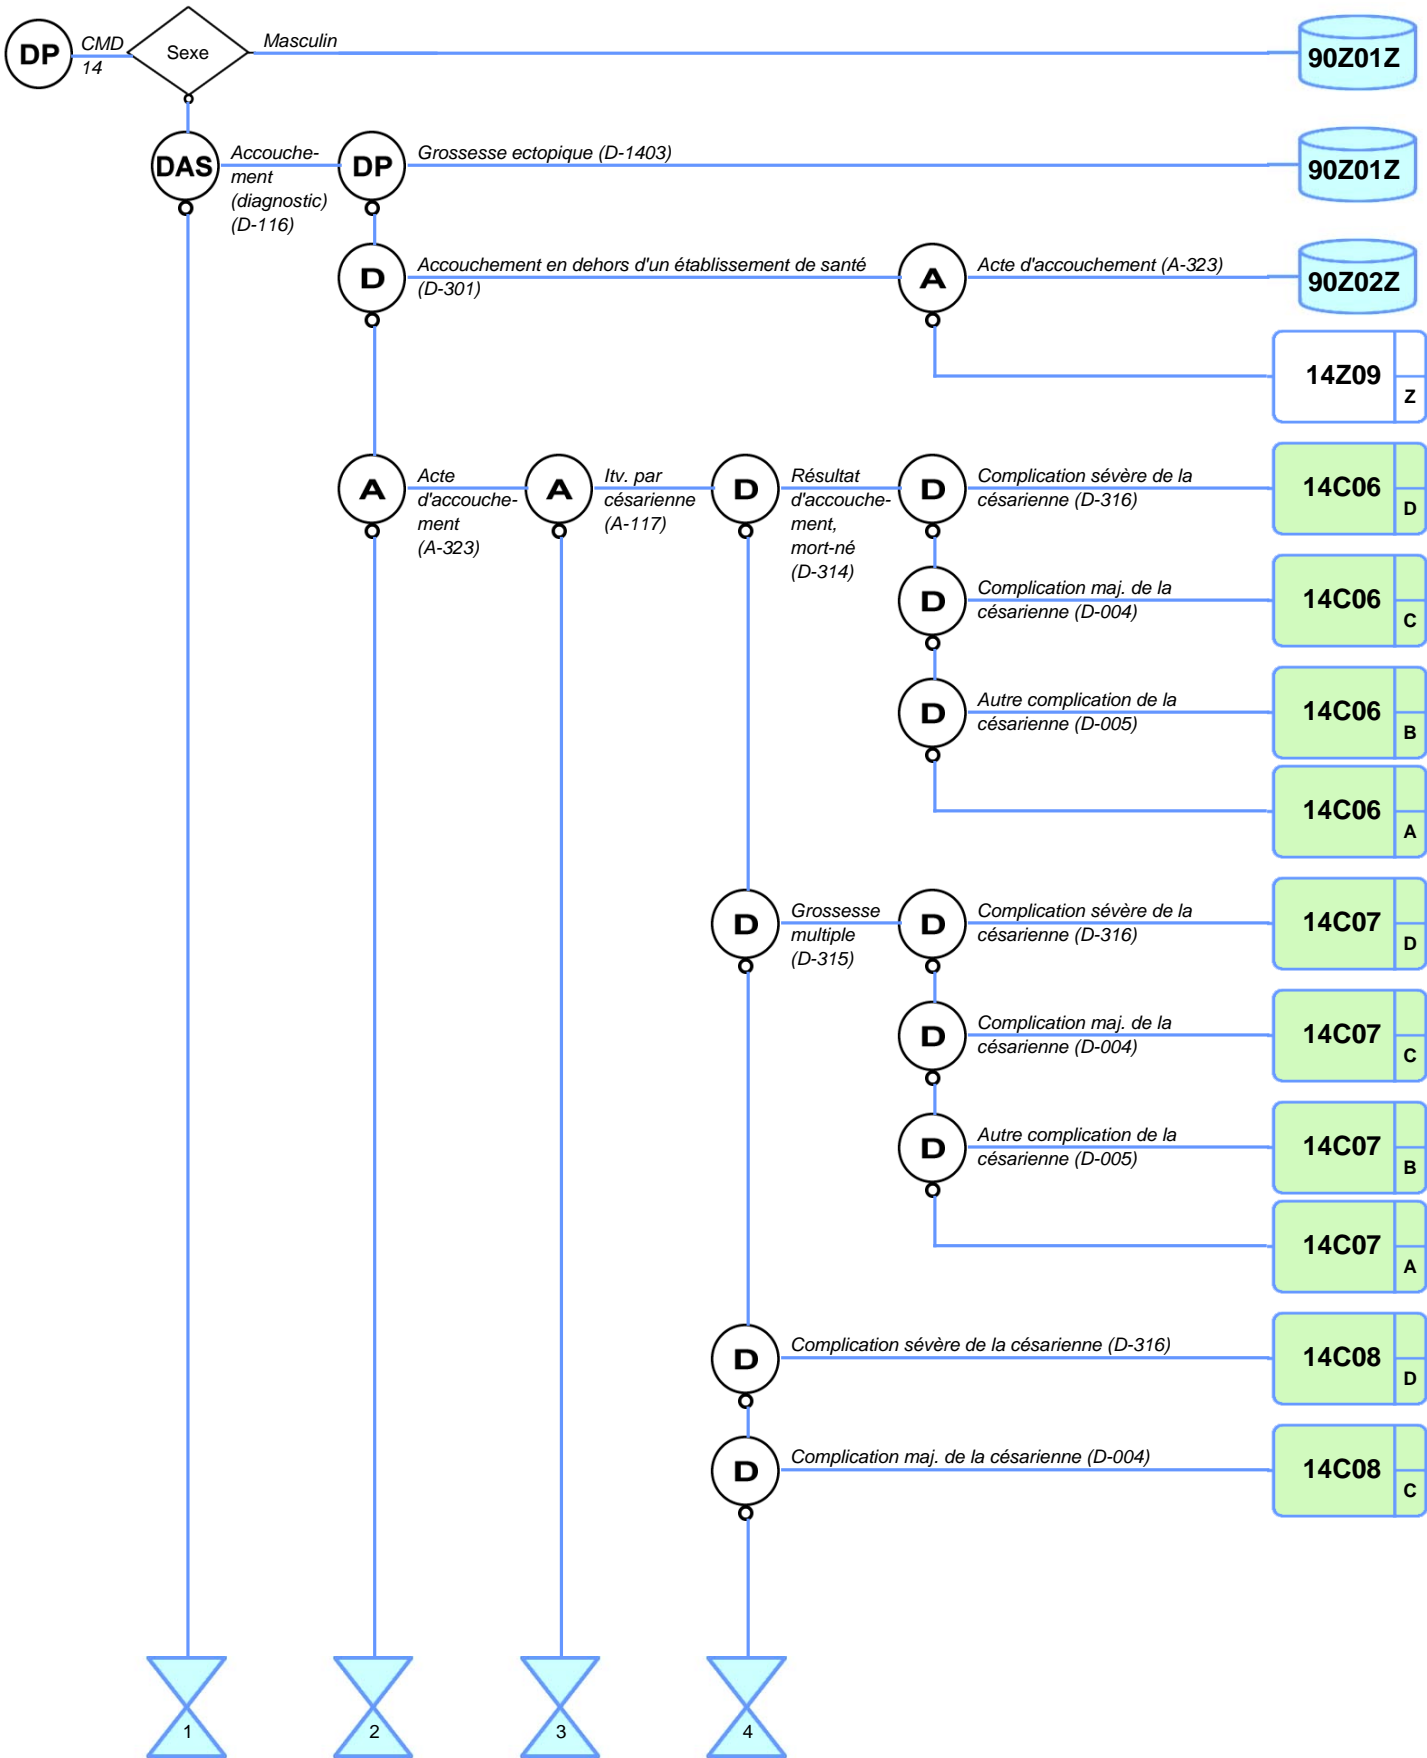 DP
CMD
14
Sexe
Masculin
90Z01Z
DAS
Accouche-
ment
(diagnostic)
(D-116)
DP
Grossesse ectopique (D-1403)
90Z01Z
D
Accouchement en dehors d'un établissement de santé
(D-301)
A
Acte d'accouchement (A-323)
90Z02Z
14Z09
Z
A
Acte
d'accouche-
ment
(A-323)
A
Itv. par
césarienne
(A-117)
D
Résultat
d'accouche-
ment,
mort-né
(D-314)
D
Complication sévère de la
césarienne (D-316)
14C06
D
D
Complication maj. de la
césarienne (D-004)
14C06
C
D
Autre complication de la
césarienne (D-005)
14C06
B
14C06
A
D
Grossesse
multiple
(D-315)
D
Complication sévère de la
césarienne (D-316)
14C07
D
D
Complication maj. de la
césarienne (D-004)
14C07
C
D
Autre complication de la
césarienne (D-005)
14C07
B
14C07
A
D
Complication sévère de la césarienne (D-316)
14C08
D
D
Complication maj. de la césarienne (D-004)
14C08
C
1
2
3
4